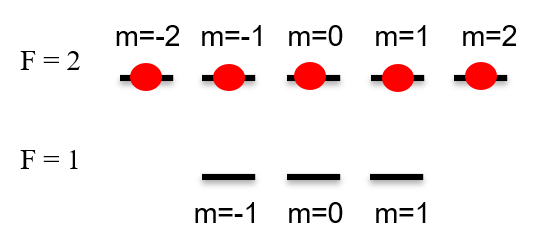 m=-2 m=-1 m=0 m=1 m=2
F = 2
F = 1
m=-1 m=0 m=1